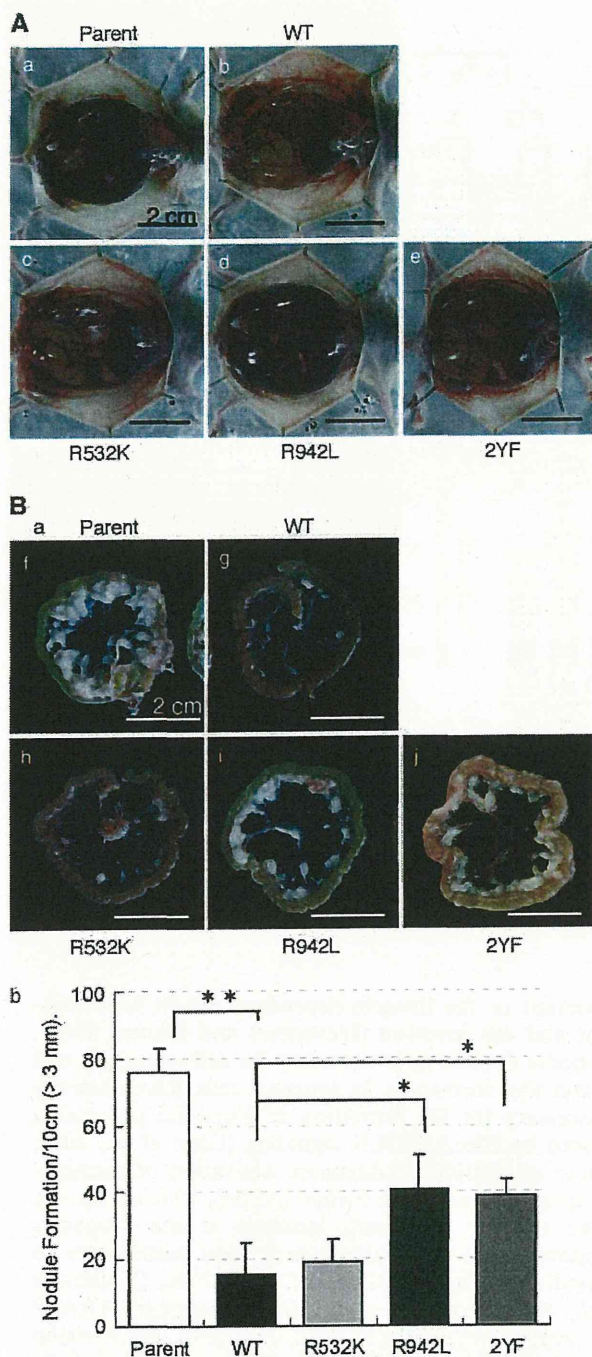 A
Parent WT
a b
2 cm
c d e
R532K R942L 2YF
B
a Parent WT
f g
2 cm
h i j
R532K R942L 2YF
b
Nodule Formation/10cm (> 3 mm).
100
80
60
40
20
0
* *
*
*
Parent WT R532K R942L 2YF